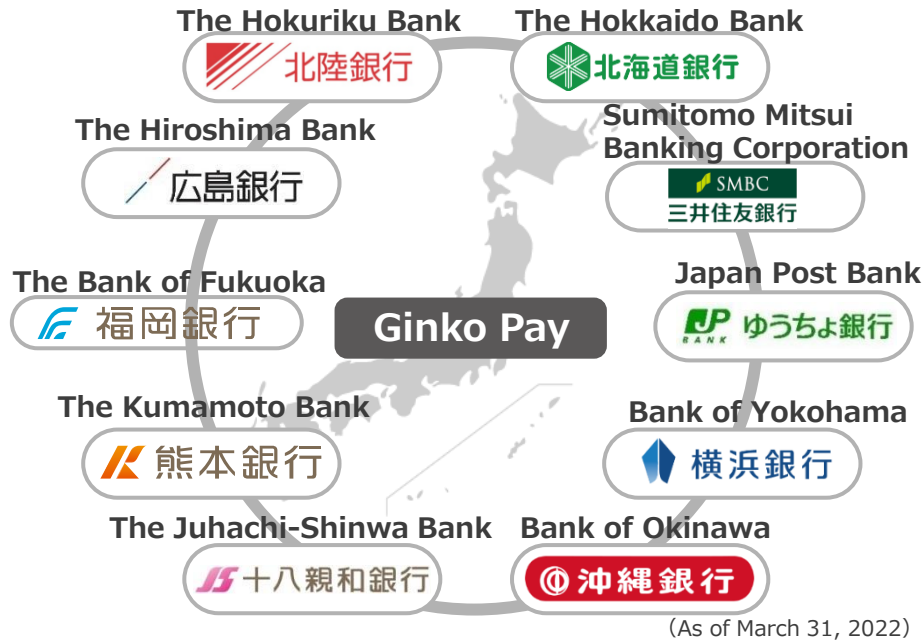 The Hokuriku Bank
北陸銀行
The Hokkaido Bank
北海道銀行
The Hiroshima Bank
広島銀行
Sumitomo Mitsui
Banking Corporation
SMBC
三井住友銀行
The Bank of Fukuoka
福岡銀行
Ginko Pay
Japan Post Bank
JP
BANK
ゆうちょ銀行
The Kumamoto Bank
熊本銀行
Bank of Yokohama
横浜銀行
The Juhachi-Shinwa Bank
十八親和銀行
Bank of Okinawa
沖縄銀行
(As of March 31, 2022)